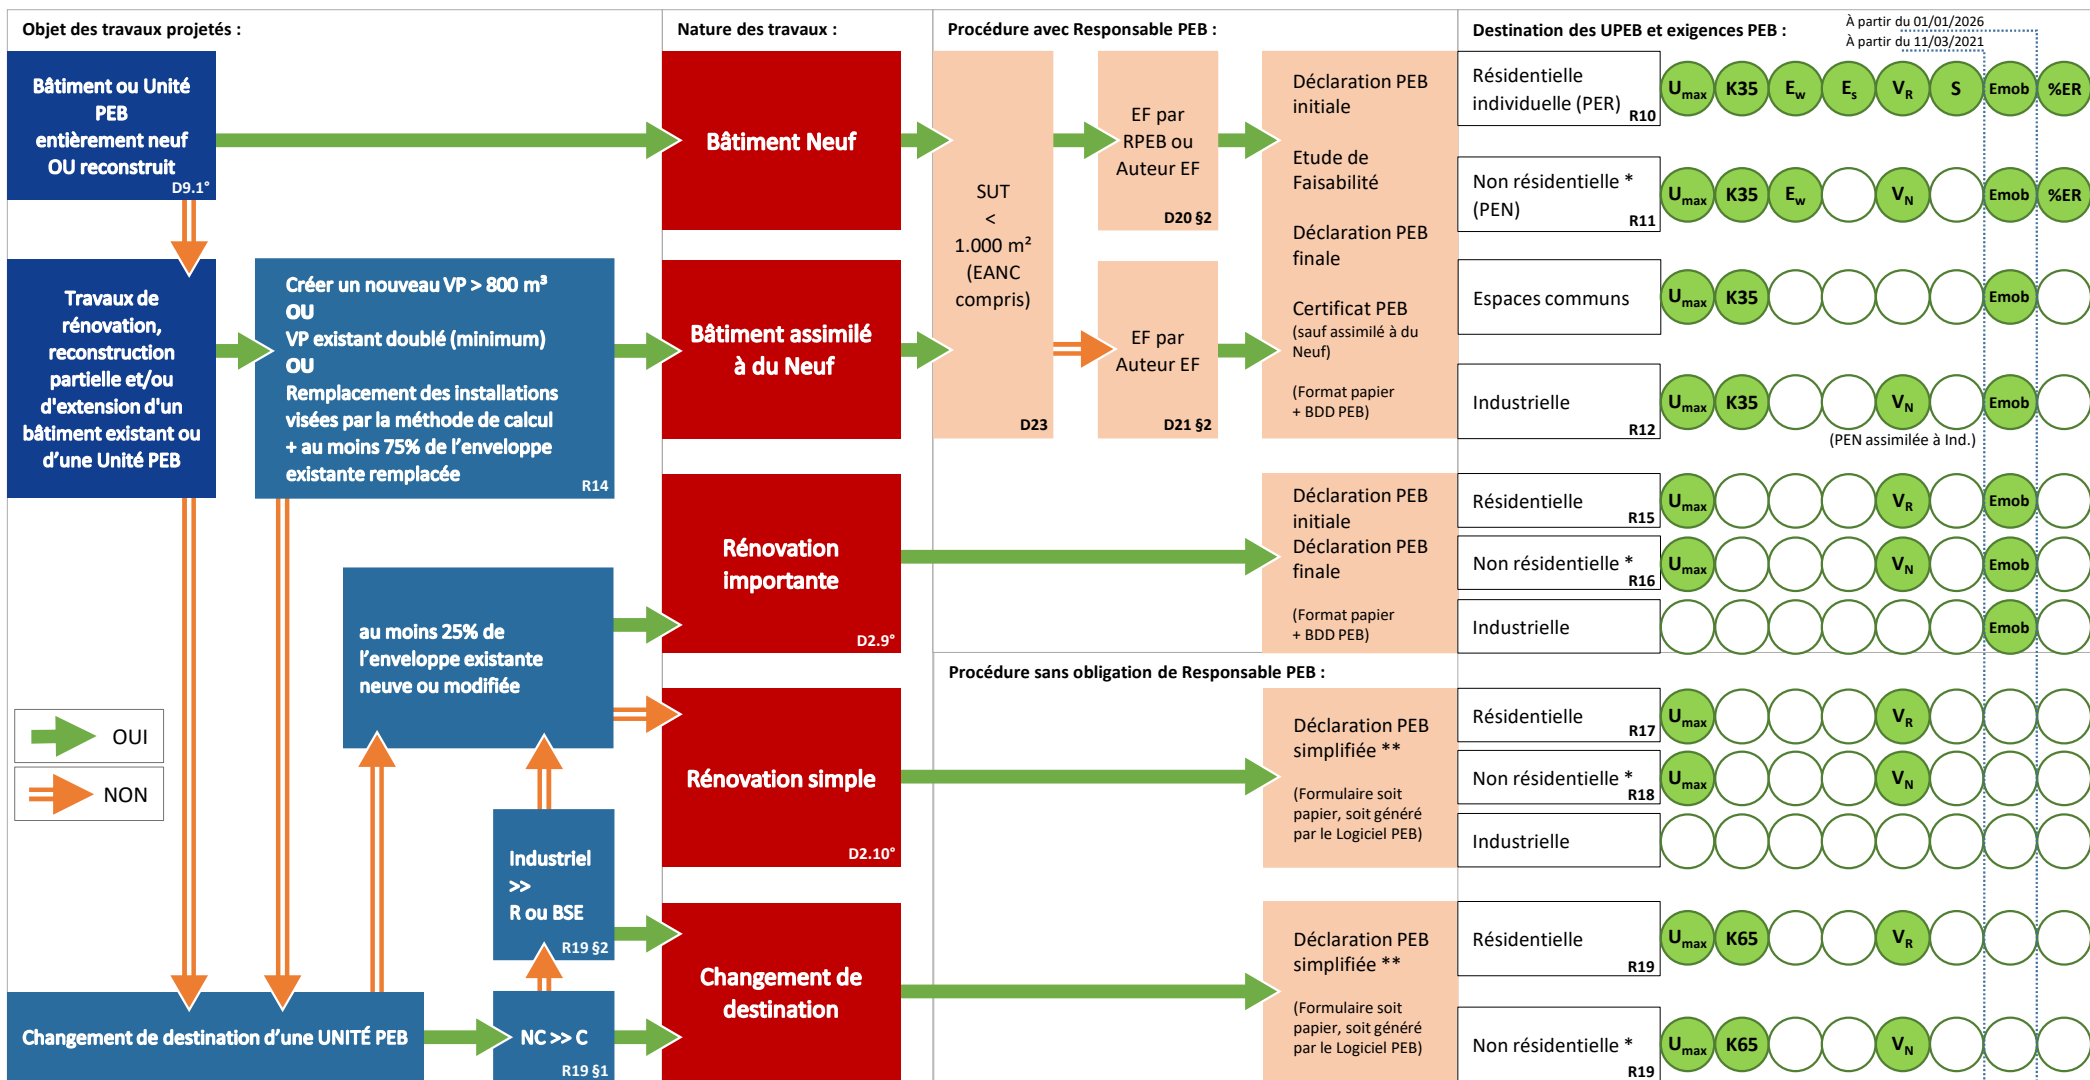 Objet des travaux projetés :
Nature des travaux :
Procédure avec Responsable PEB :
Destination des UPEB et exigences PEB :
À partir du 01/01/2026
À partir du 11/03/2021
Bâtiment ou Unité
PEB
entièrement neuf
OU reconstruit
D9.1°
Travaux de
rénovation,
reconstruction
partielle et/ou
d'extension d'un
bâtiment existant ou
d'une Unité PEB
Créer un nouveau VP > 800 m³
OU
VP existant doublé (minimum)
OU
Remplacement des installations
visées par la méthode de calcul
+ au moins 75% de l'enveloppe
existante remplacée
R14
au moins 25% de
l'enveloppe existante
neuve ou modifiée
OUI
NON
Industriel
>>
R ou BSE
R19 §2
Changement de destination d'une UNITÉ PEB
NC >> C
R19 §1
Bâtiment Neuf
Bâtiment assimilé
à du Neuf
Rénovation
importante
D2.9°
Rénovation simple
D2.10°
Changement de
destination
SUT
<
1.000 m²
(EANC
compris)
D23
EF par
RPEB ou
Auteur EF
D20 §2
EF par
Auteur EF
D21 §2
Déclaration PEB
initiale
Etude de
Faisabilité
Déclaration PEB
finale
Certificat PEB
(sauf assimilé à du
Neuf)
(Format papier
+ BDD PEB)
Déclaration PEB
initiale
Déclaration PEB
finale
(Format papier
+ BDD PEB)
Procédure sans obligation de Responsable PEB :
Déclaration PEB
simplifiée **
(Formulaire soit
papier, soit généré
par le Logiciel PEB)
Déclaration PEB
simplifiée **
(Formulaire soit
papier, soit généré
par le Logiciel PEB)
Résidentielle
individuelle (PER)
R10
Umax K35 Ew Es VR S Emob %ER
Non résidentielle *
(PEN)
R11
Umax K35 Ew VN Emob %ER
Espaces communs
Umax K35 Emob
Industrielle
R12
Umax K35 VN Emob
(PEN assimilée à Ind.)
Résidentielle
R15
Umax VR Emob
Non résidentielle *
R16
Umax VN Emob
Industrielle
Emob
Résidentielle
R17
Umax VR
Non résidentielle *
R18
Umax VN
Industrielle
Résidentielle
R19
Umax K65 VR
Non résidentielle *
R19
Umax K65 VN